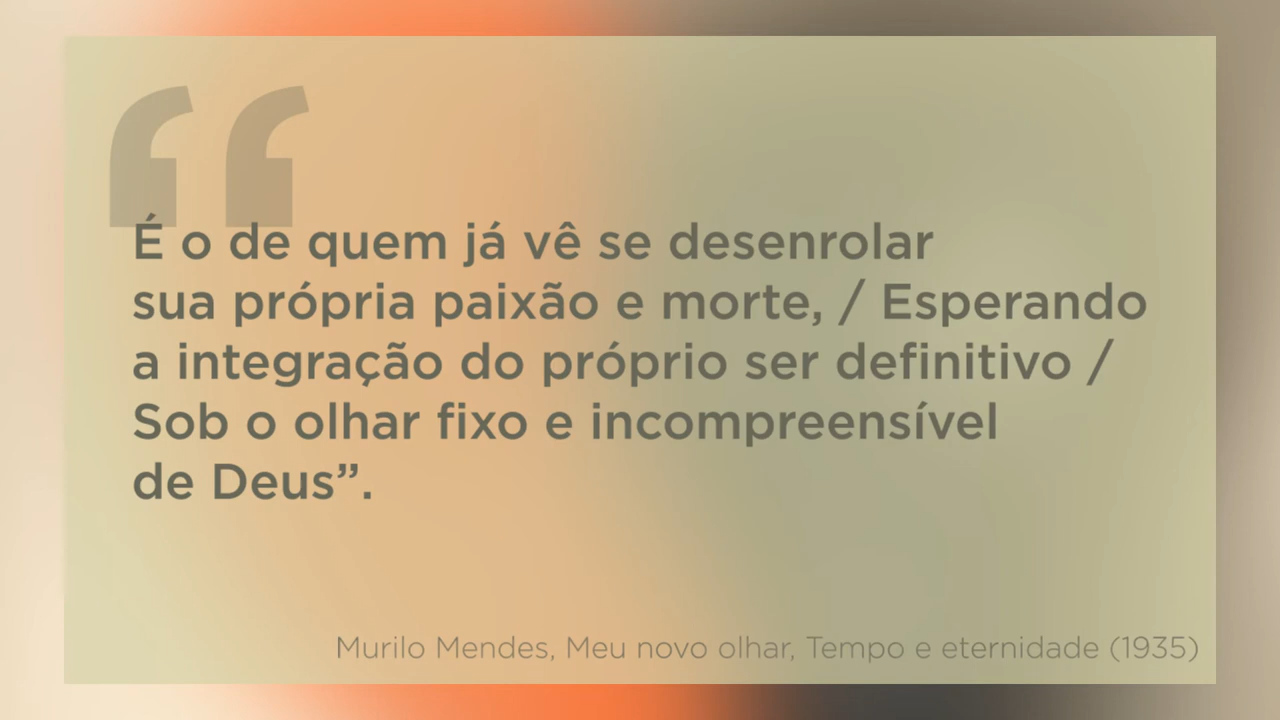 “
É o de quem já vê se desenrolar
sua própria paixão e morte, / Esperando
a integração do próprio ser definitivo /
Sob o olhar fixo e incompreensível
de Deus”.
Murilo Mendes, Meu novo olhar, Tempo e eternidade (1935)